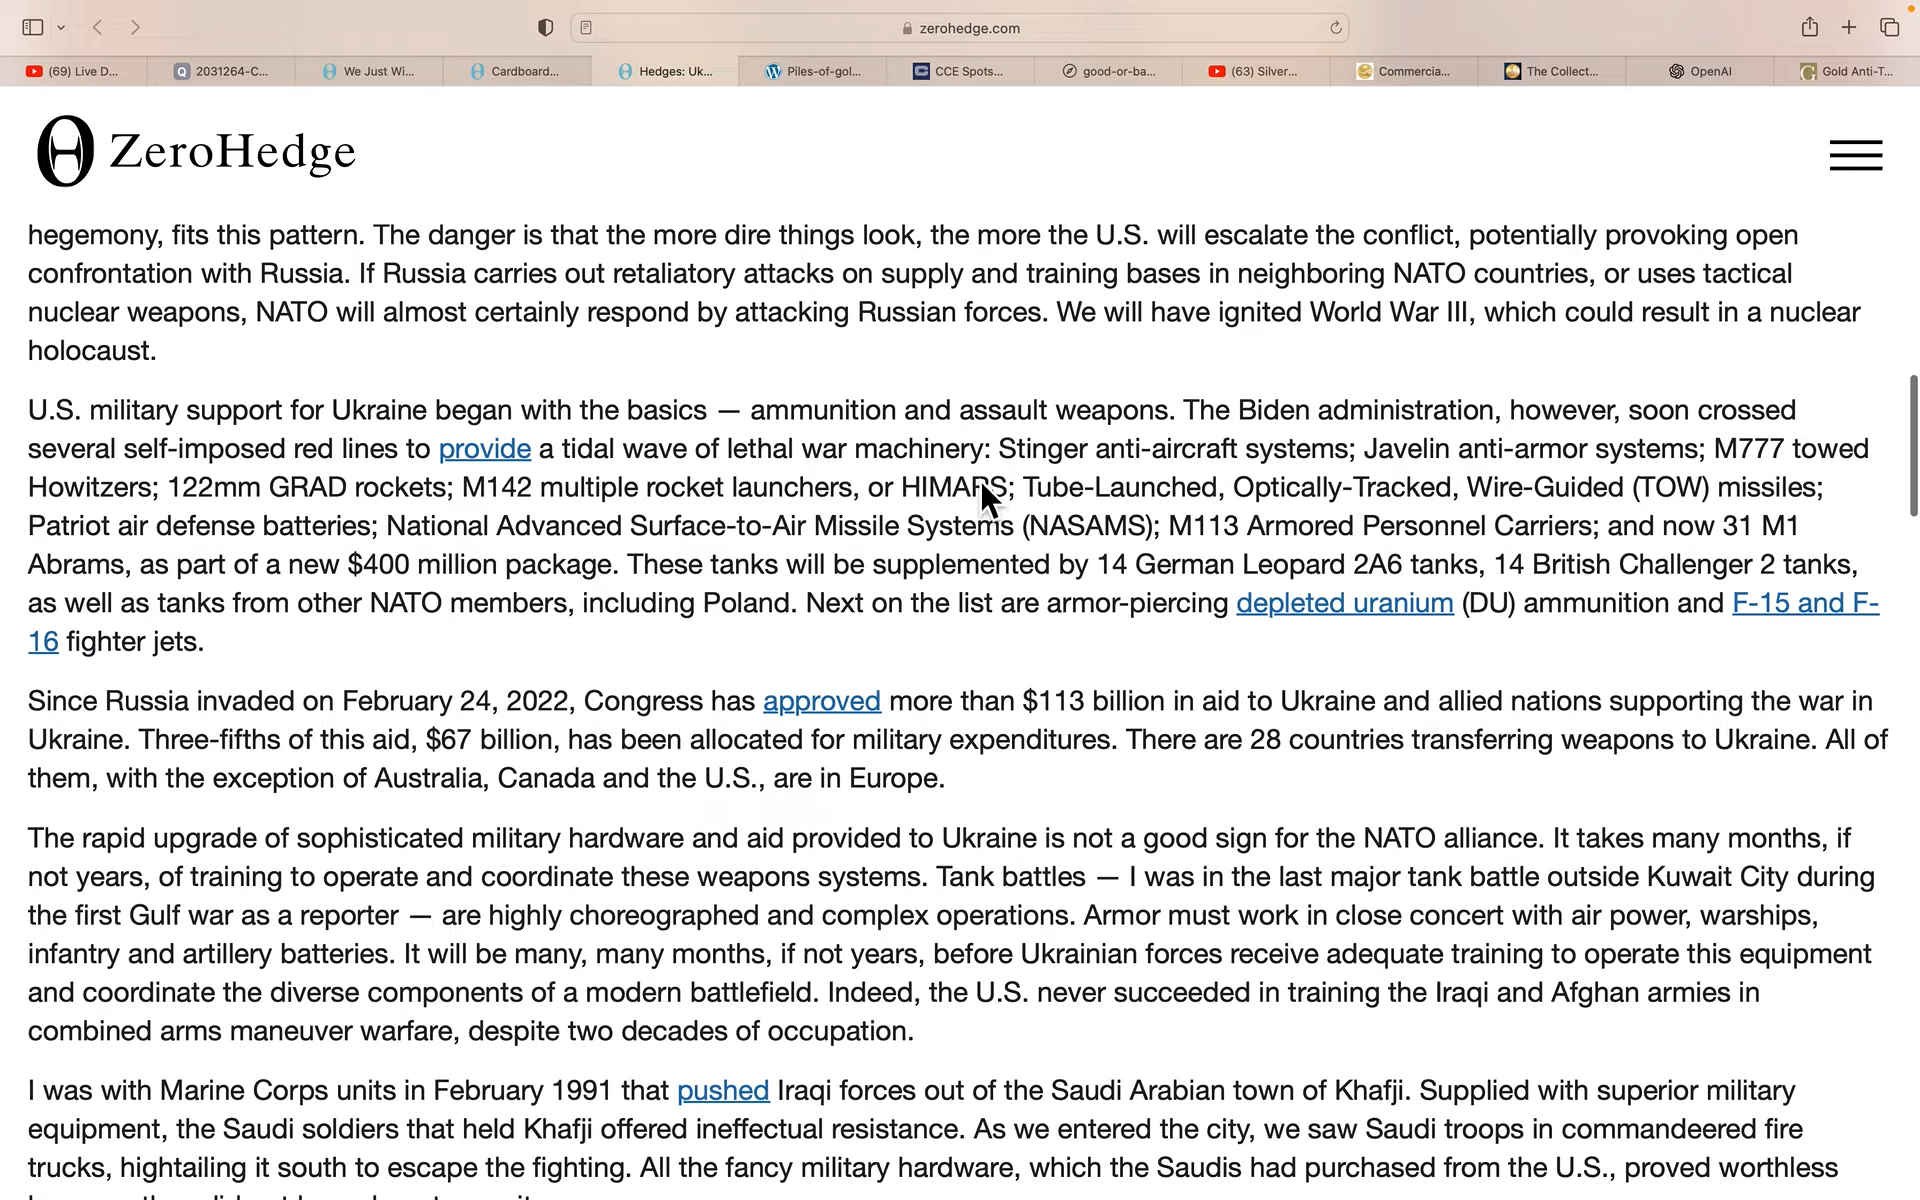 zerohedge.com
(69) Live D...
2031264-C...
We Just Wi...
Cardboard...
Hedges: Uk...
Piles-of-gol...
CCE Spots...
good-or-ba...
(63) Silver...
Commercia...
The Collect...
OpenAI
Gold Anti-T...
ZeroHedge
hegemony, fits this pattern. The danger is that the more dire things look, the more the U.S. will escalate the conflict, potentially provoking open
confrontation with Russia. If Russia carries out retaliatory attacks on supply and training bases in neighboring NATO countries, or uses tactical
nuclear weapons, NATO will almost certainly respond by attacking Russian forces. We will have ignited World War III, which could result in a nuclear
holocaust.
U.S. military support for Ukraine began with the basics — ammunition and assault weapons. The Biden administration, however, soon crossed
several self-imposed red lines to provide a tidal wave of lethal war machinery: Stinger anti-aircraft systems; Javelin anti-armor systems; M777 towed
Howitzers; 122mm GRAD rockets; M142 multiple rocket launchers, or HIMARS; Tube-Launched, Optically-Tracked, Wire-Guided (TOW) missiles;
Patriot air defense batteries; National Advanced Surface-to-Air Missile Systems (NASAMS); M113 Armored Personnel Carriers; and now 31 M1
Abrams, as part of a new $400 million package. These tanks will be supplemented by 14 German Leopard 2A6 tanks, 14 British Challenger 2 tanks,
as well as tanks from other NATO members, including Poland. Next on the list are armor-piercing depleted uranium (DU) ammunition and F-15 and F-
16 fighter jets.
Since Russia invaded on February 24, 2022, Congress has approved more than $113 billion in aid to Ukraine and allied nations supporting the war in
Ukraine. Three-fifths of this aid, $67 billion, has been allocated for military expenditures. There are 28 countries transferring weapons to Ukraine. All of
them, with the exception of Australia, Canada and the U.S., are in Europe.
The rapid upgrade of sophisticated military hardware and aid provided to Ukraine is not a good sign for the NATO alliance. It takes many months, if
not years, of training to operate and coordinate these weapons systems. Tank battles — I was in the last major tank battle outside Kuwait City during
the first Gulf war as a reporter — are highly choreographed and complex operations. Armor must work in close concert with air power, warships,
infantry and artillery batteries. It will be many, many months, if not years, before Ukrainian forces receive adequate training to operate this equipment
and coordinate the diverse components of a modern battlefield. Indeed, the U.S. never succeeded in training the Iraqi and Afghan armies in
combined arms maneuver warfare, despite two decades of occupation.
I was with Marine Corps units in February 1991 that pushed Iraqi forces out of the Saudi Arabian town of Khafji. Supplied with superior military
equipment, the Saudi soldiers that held Khafji offered ineffectual resistance. As we entered the city, we saw Saudi troops in commandeered fire
trucks, hightailing it south to escape the fighting. All the fancy military hardware, which the Saudis had purchased from the U.S., proved worthless